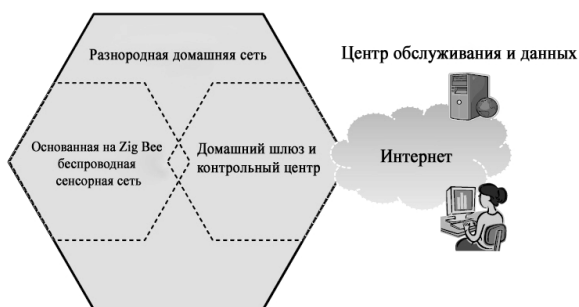 Разнородная домашняя сеть
Центр обслуживания и данных
Основанная на Zig Bee
беспроводная
сенсорная сеть
Домашний шлюз и
контрольный центр
Интернет